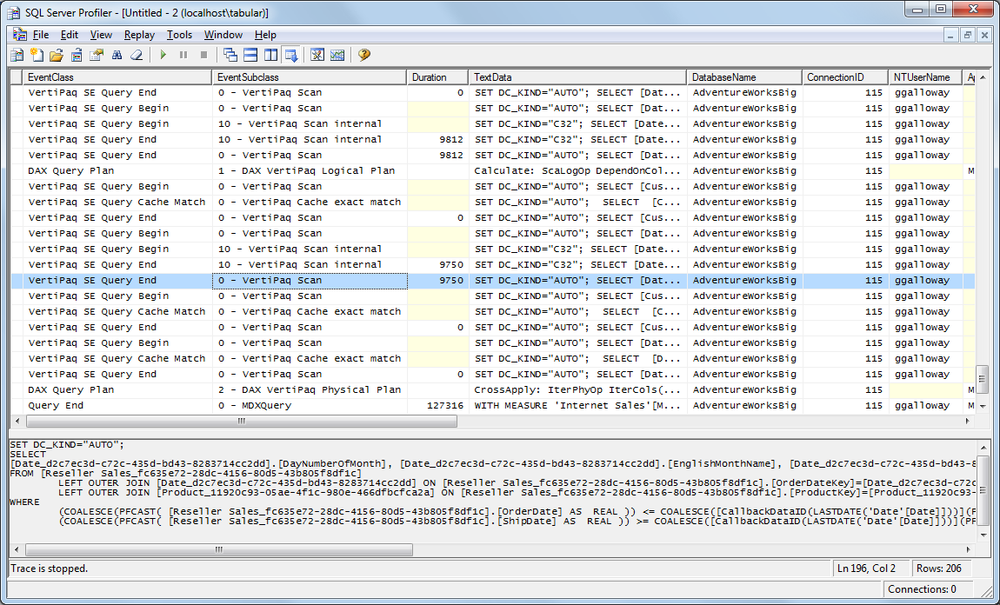 SQL Server Profiler - [Untitled - 2 (localhost\tabular)]
File Edit View Replay Tools Window Help
EventClass EventSubclass Duration TextData DatabaseName ConnectionID NTUserName Ap
VertiPaq SE Query End 0 - VertiPaq Scan 0 SET DC_KIND="AUTO"; SELECT [Dat... AdventureWorksBig 115 ggalloway
VertiPaq SE Query Begin 0 - VertiPaq Scan SET DC_KIND="AUTO"; SELECT [Dat... AdventureWorksBig 115 ggalloway
VertiPaq SE Query Begin 10 - VertiPaq Scan internal SET DC_KIND="C32"; SELECT [Date... AdventureWorksBig 115 ggalloway
VertiPaq SE Query End 10 - VertiPaq Scan internal 9812 SET DC_KIND="C32"; SELECT [Date... AdventureWorksBig 115 ggalloway
VertiPaq SE Query End 0 - VertiPaq Scan 9812 SET DC_KIND="AUTO"; SELECT [Dat... AdventureWorksBig 115 ggalloway
DAX Query Plan 1 - DAX VertiPaq Logical Plan Calculate: ScaLogOp DependOnCol... AdventureWorksBig 115 M
VertiPaq SE Query Begin 0 - VertiPaq Scan SET DC_KIND="AUTO"; SELECT [Cus... AdventureWorksBig 115 ggalloway
VertiPaq SE Query Cache Match 0 - VertiPaq Cache exact match SET DC_KIND="AUTO"; SELECT [C... AdventureWorksBig 115 ggalloway
VertiPaq SE Query End 0 - VertiPaq Scan 0 SET DC_KIND="AUTO"; SELECT [Cus... AdventureWorksBig 115 ggalloway
VertiPaq SE Query Begin 0 - VertiPaq Scan SET DC_KIND="AUTO"; SELECT [Dat... AdventureWorksBig 115 ggalloway
VertiPaq SE Query Begin 10 - VertiPaq Scan internal SET DC_KIND="C32"; SELECT [Date... AdventureWorksBig 115 ggalloway
VertiPaq SE Query End 10 - VertiPaq Scan internal 9750 SET DC_KIND="C32"; SELECT [Date... AdventureWorksBig 115 ggalloway
VertiPaq SE Query End 0 - VertiPaq Scan 9750 SET DC_KIND="AUTO"; SELECT [Dat... AdventureWorksBig 115 ggalloway
VertiPaq SE Query Begin 0 - VertiPaq Scan SET DC_KIND="AUTO"; SELECT [Cus... AdventureWorksBig 115 ggalloway
VertiPaq SE Query Cache Match 0 - VertiPaq Cache exact match SET DC_KIND="AUTO"; SELECT [C... AdventureWorksBig 115 ggalloway
VertiPaq SE Query End 0 - VertiPaq Scan 0 SET DC_KIND="AUTO"; SELECT [Cus... AdventureWorksBig 115 ggalloway
VertiPaq SE Query Begin 0 - VertiPaq Scan SET DC_KIND="AUTO"; SELECT [Dat... AdventureWorksBig 115 ggalloway
VertiPaq SE Query Cache Match 0 - VertiPaq Cache exact match SET DC_KIND="AUTO"; SELECT [D... AdventureWorksBig 115 ggalloway
VertiPaq SE Query End 0 - VertiPaq Scan 0 SET DC_KIND="AUTO"; SELECT [Dat... AdventureWorksBig 115 ggalloway
DAX Query Plan 2 - DAX VertiPaq Physical Plan CrossApply: IterPhyOp IterCols(... AdventureWorksBig 115 M
Query End 0 - MDXQuery 127316 WITH MEASURE 'Internet Sales'[M... AdventureWorksBig 115 ggalloway M
SET DC_KIND="AUTO";
SELECT
[Date_d2c7ec3d-c72c-435d-bd43-8283714cc2dd].[DayNumberOfMonth], [Date_d2c7ec3d-c72c-435d-bd43-8283714cc2dd].[EnglishMonthName], [Date_d2c7ec3d-c72c-8
FROM [Reseller Sales_fc635e72-28dc-4156-80d5-43b805f8df1c]
LEFT OUTER JOIN [Date_d2c7ec3d-c72c-435d-bd43-8283714cc2dd] ON [Reseller Sales_fc635e72-28dc-4156-80d5-43b805f8df1c].[OrderDateKey]=[Date_d2c7ec3d-c72c
LEFT OUTER JOIN [Product_11920c93-05ae-4f1c-980e-466dfbcfca2a] ON [Reseller Sales_fc635e72-28dc-4156-80d5-43b805f8df1c].[ProductKey]=[Product_11920c93-
WHERE
(COALESCE(PFCAST( [Reseller Sales_fc635e72-28dc-4156-80d5-43b805f8df1c].[OrderDate] AS REAL )) <= COALESCE([CallbackDataID(LASTDATE('Date'[Date]]))](PF
(COALESCE(PFCAST( [Reseller Sales_fc635e72-28dc-4156-80d5-43b805f8df1c].[ShipDate] AS REAL )) >= COALESCE([CallbackDataID(LASTDATE('Date'[Date]]))](PF
Trace is stopped. Ln 196, Col 2 Rows: 206
Connections: 0